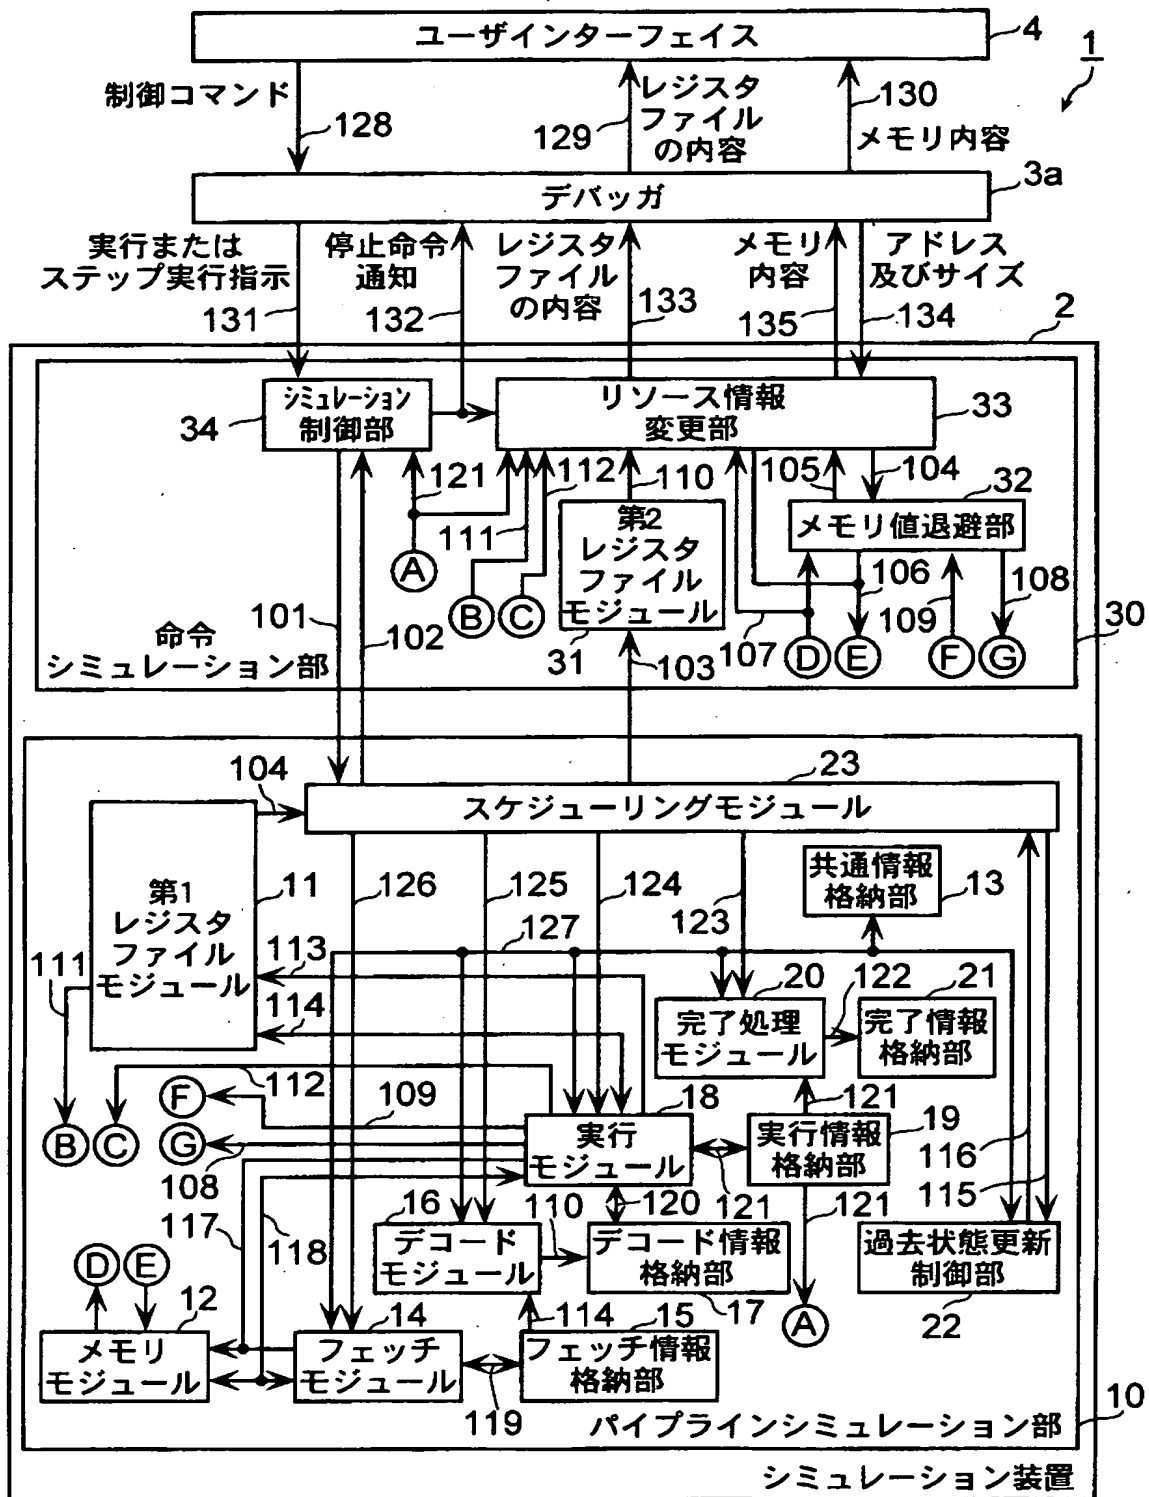 ユーザインターフェイス
4
1
制御コマンド
128
129
レジスタ
ファイル
の内容
130
メモリ内容
デバッガ
3a
実行または
ステップ実行指示
131
停止命令
通知
132
レジスタ
ファイル
の内容
133
メモリ
内容
135
アドレス
及びサイズ
134
2
シミュレーション
制御部
34
リソース情報
変更部
33
121
A
111
112
B
C
110
第2
レジスタ
ファイル
モジュール
31
103
105
104
32
メモリ値退避部
106
107
109
108
D
E
F
G
101
102
命令
シミュレーション部
30
104
23
スケジューリングモジュール
第1
レジスタ
ファイル
モジュール
11
126
125
124
123
127
共通情報
格納部
13
111
113
114
112
20
完了処理
モジュール
122
21
完了情報
格納部
F
109
B
C
G
108
18
実行
モジュール
121
121
19
実行情報
格納部
116
115
117
118
16
デコード
モジュール
110
120
デコード情報
格納部
17
121
A
過去状態更新
制御部
22
D
E
12
メモリ
モジュール
14
フェッチ
モジュール
119
114
15
フェッチ情報
格納部
10
パイプラインシミュレーション部
シミュレーション装置